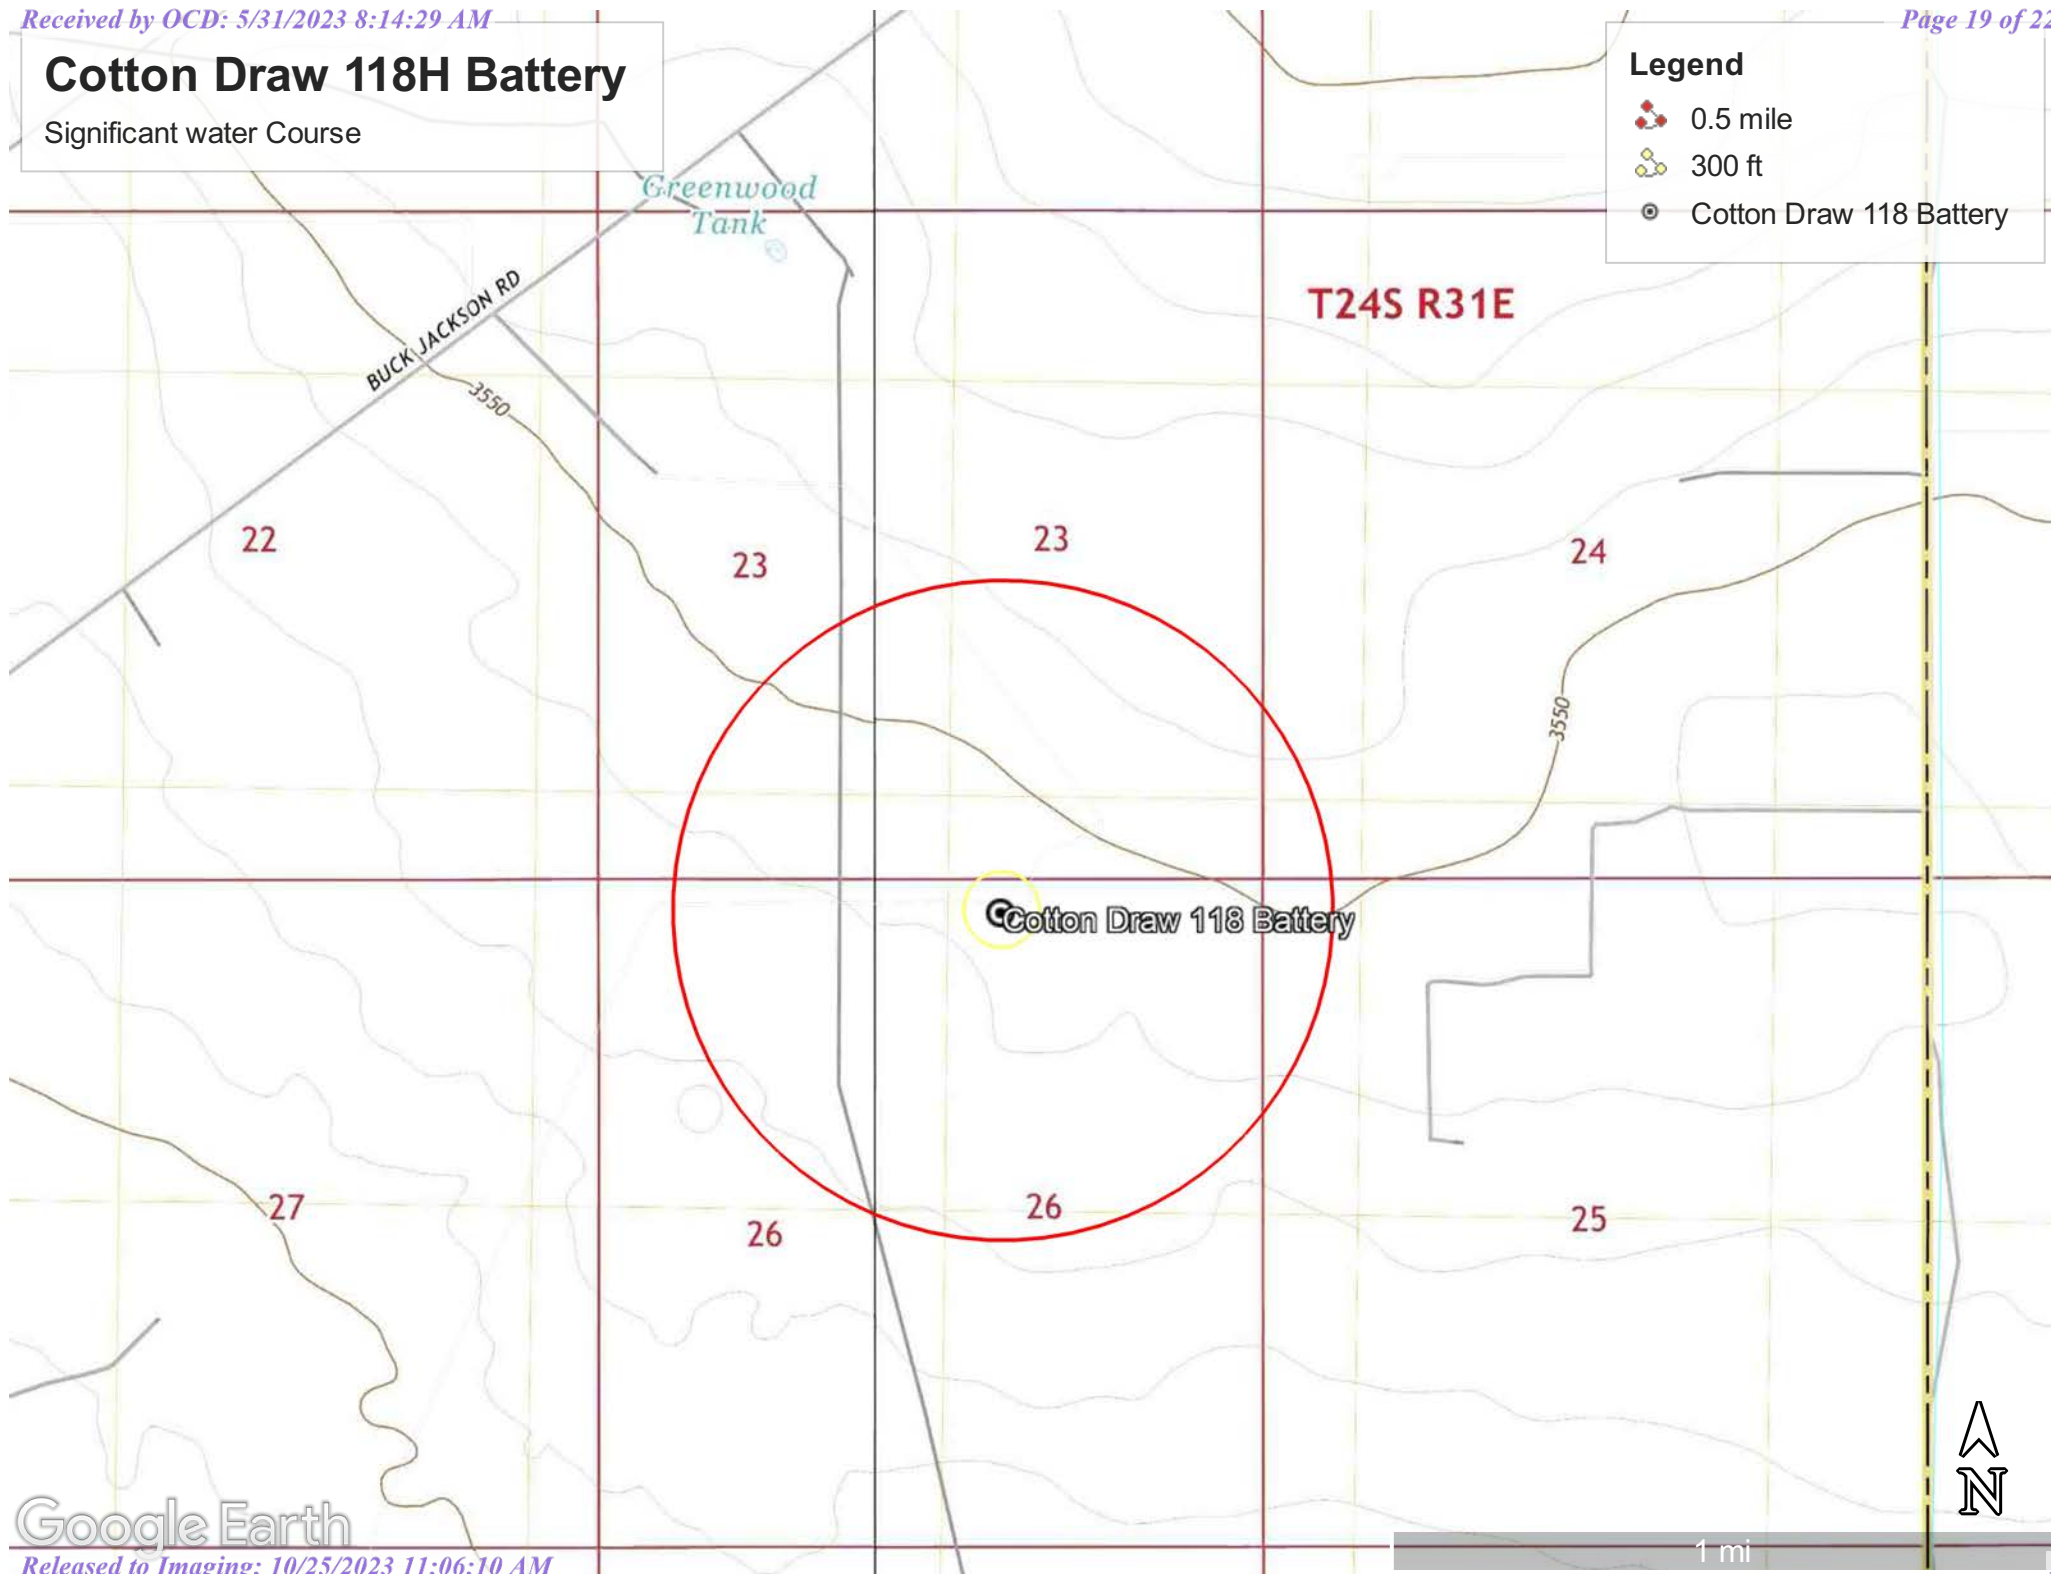 Received by OCD: 5/31/2023 8:14:29 AM
Page 19 of 22
Cotton Draw 118H Battery
Significant water Course
Legend
0.5 mile
300 ft
Cotton Draw 118 Battery
Greenwood
Tank
T24S R31E
BUCK JACKSON RD
3550
22
23
23
24
3550
Cotton Draw 118 Battery
27
26
26
25
N
Google Earth
1 mi
Released to Imaging: 10/25/2023 11:06:10 AM